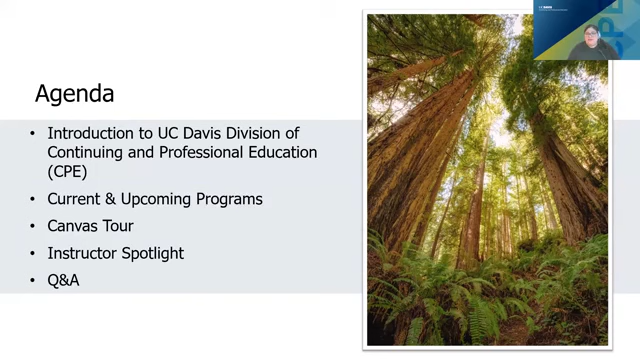 Agenda
• Introduction to UC Davis Division of
Continuing and Professional Education
(CPE)
• Current & Upcoming Programs
• Canvas Tour
• Instructor Spotlight
• Q&A